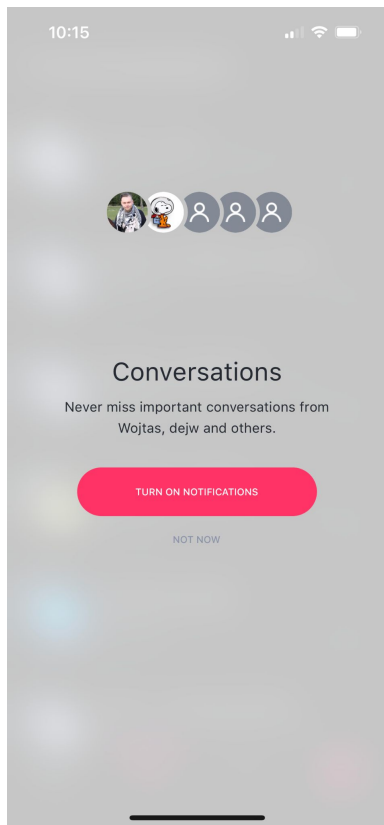 10:15
Conversations
Never miss important conversations from
Wojtas, dejw and others.
TURN ON NOTIFICATIONS
NOT NOW